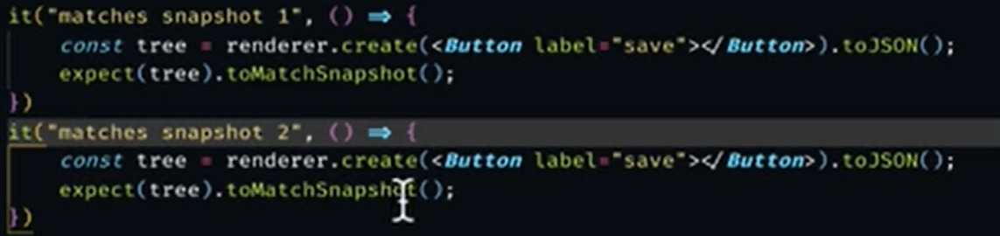 it("matches snapshot 1", () => {
    const tree = renderer.create(<Button label="save"></Button>).toJSON();
    expect(tree).toMatchSnapshot();
})
it("matches snapshot 2", () => {
    const tree = renderer.create(<Button label="save"></Button>).toJSON();
    expect(tree).toMatchSnapshot();
})